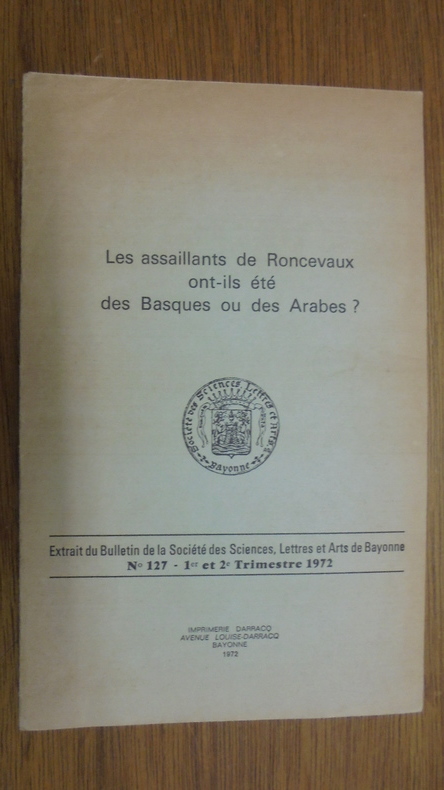 Les assaillants de Roncevaux
ont-ils été
des Basques ou des Arabes ?
Société des Sciences, Lettres et Arts
Bayonne
Extrait du Bulletin de la Société des Sciences, Lettres et Arts de Bayonne
Nº 127 - 1er et 2e Trimestre 1972
IMPRIMERIE DARRACQ
AVENUE LOUISE-DARRACQ
BAYONNE
1972